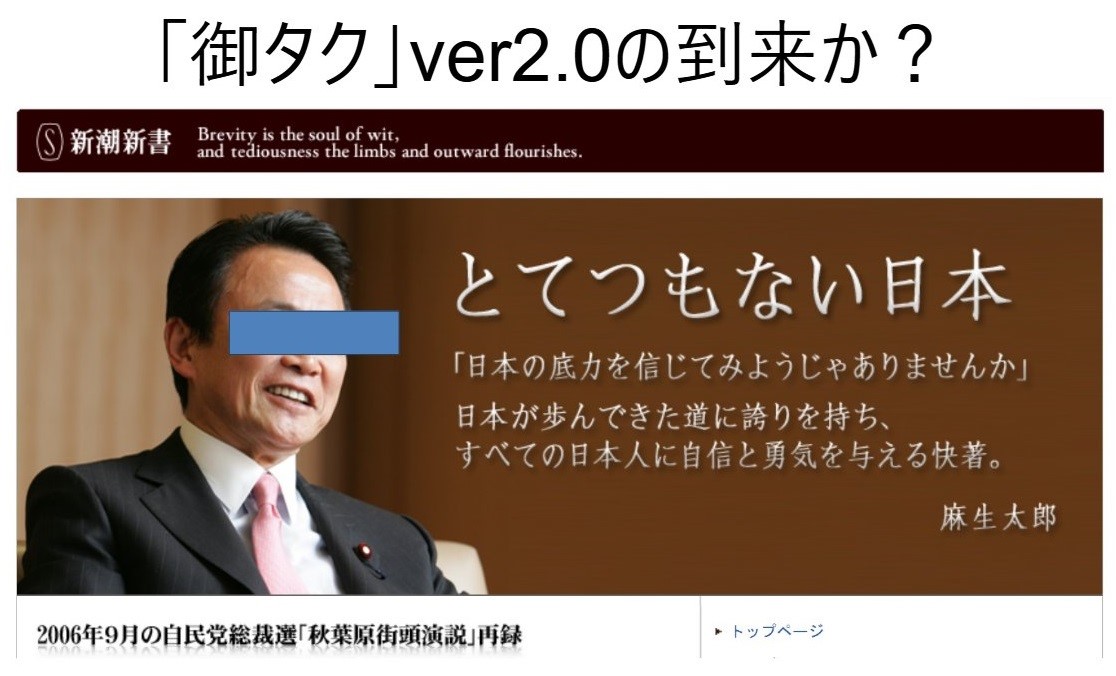 「御タク」ver2.0の到来か？
新潮新書
Brevity is the soul of wit,
and tediousness the limbs and outward flourishes.
とてつもない日本
「日本の底力を信じてみようじゃありませんか」
日本が歩んできた道に誇りを持ち、
すべての日本人に自信と勇気を与える快著。
麻生太郎
2006年9月の自民党総裁選「秋葉原街頭演説」再録
トップページ